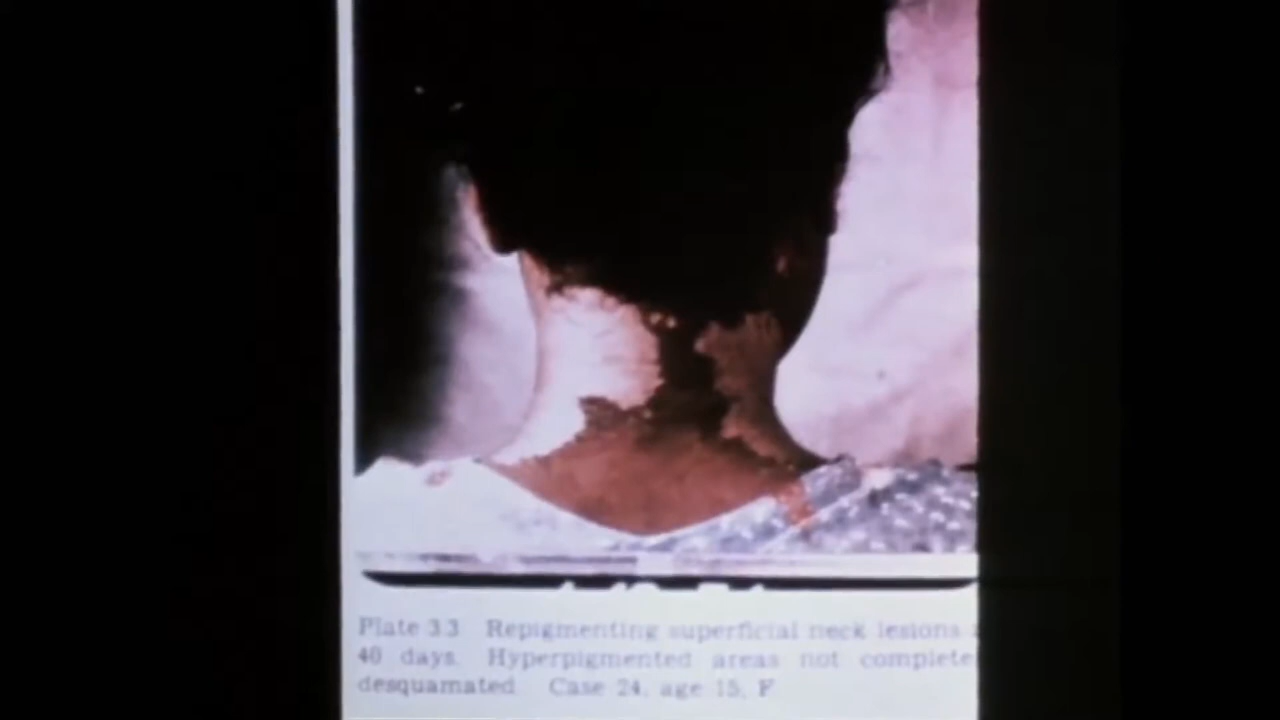 Plate 3.3 Repigmenting superficial neck lesions
40 days. Hyperpigmented areas not complete
desquamated. Case 24, age 15, F